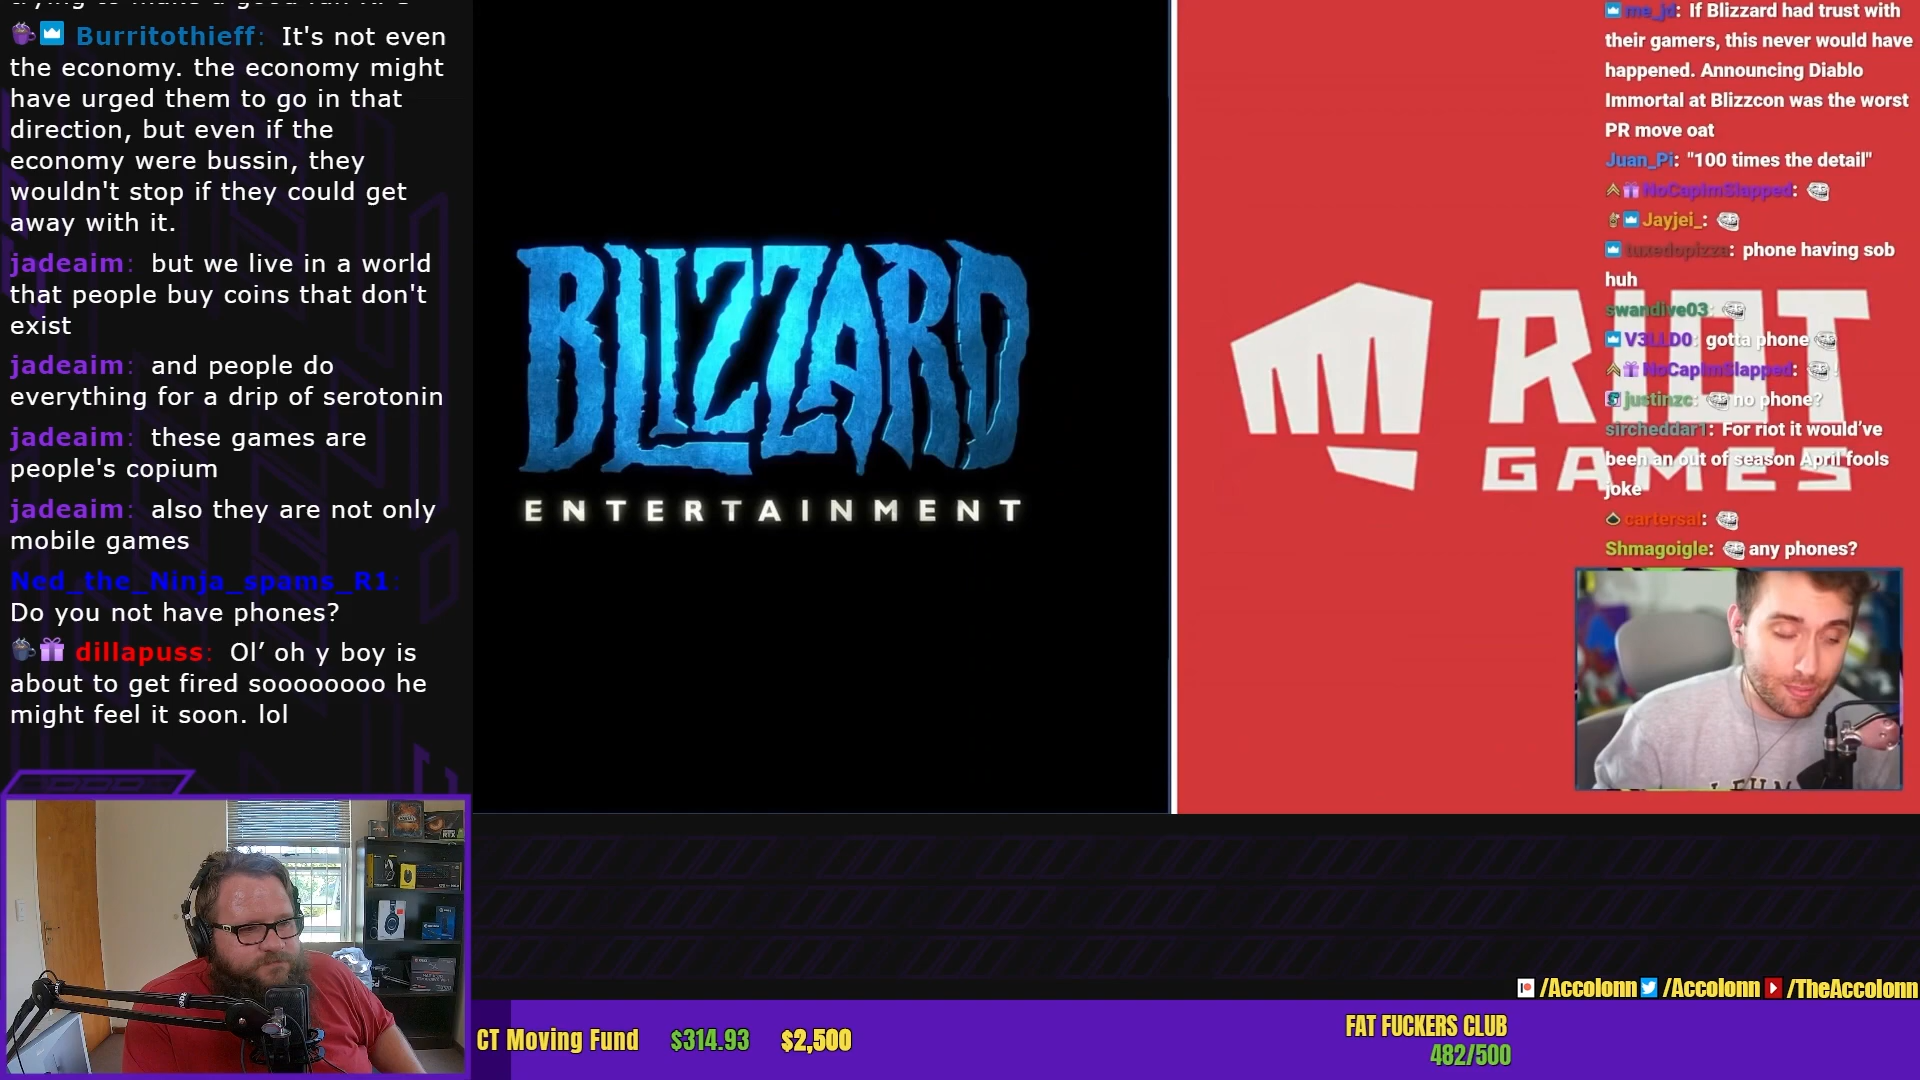 Burritothieff: It's not even
the economy. the economy might
have urged them to go in that
direction, but even if the
economy were bussin, they
wouldn't stop if they could get
away with it.
jadeaim: but we live in a world
that people buy coins that don't
exist
jadeaim: and people do
everything for a drip of serotonin
jadeaim: these games are
people's copium
jadeaim: also they are not only
mobile games
Ned_the_Ninja_spams_R1:
Do you not have phones?
dillapuss: Ol’ oh y boy is
about to get fired soooooooo he
might feel it soon. lol
BLIZZARD
ENTERTAINMENT
RIOT
GAMES
me_jd: If Blizzard had trust with
their gamers, this never would have
happened. Announcing Diablo
Immortal at Blizzcon was the worst
PR move oat
Juan_Pi: "100 times the detail"
NoCapImSlapped:
Jayjei_:
tuxedopizza: phone having sob
huh
swandive03
V3LLD0: gotta phone
NoCapImSlapped:
justinzc: no phone?
sircheddar1: For riot it would’ve
been an out of season April fools
joke
cartersal:
Shmagoigle: any phones?
/Accolonn /Accolonn /TheAccolonn
CT Moving Fund $314.93 $2,500
FAT FUCKERS CLUB
482/500